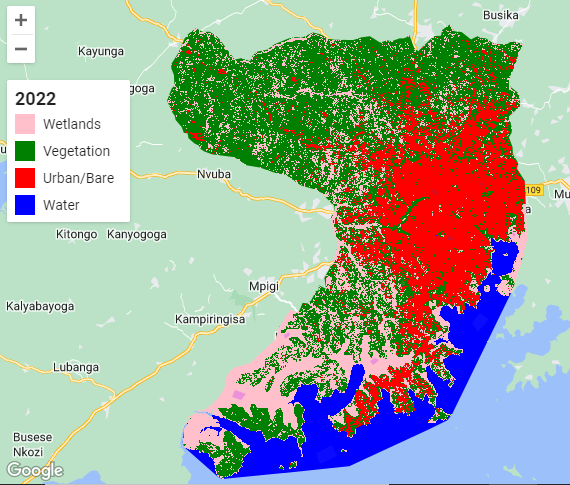 +
Busika
−
Kayunga
goga
2022
Wetlands
Vegetation
Urban/Bare
Water
Nvuba
109
Mu
a
u
Kitongo
Kanyogoga
Mpigi
Kalyabayoga
Kampiringisa
Lubanga
Busese
Nkozi
Google